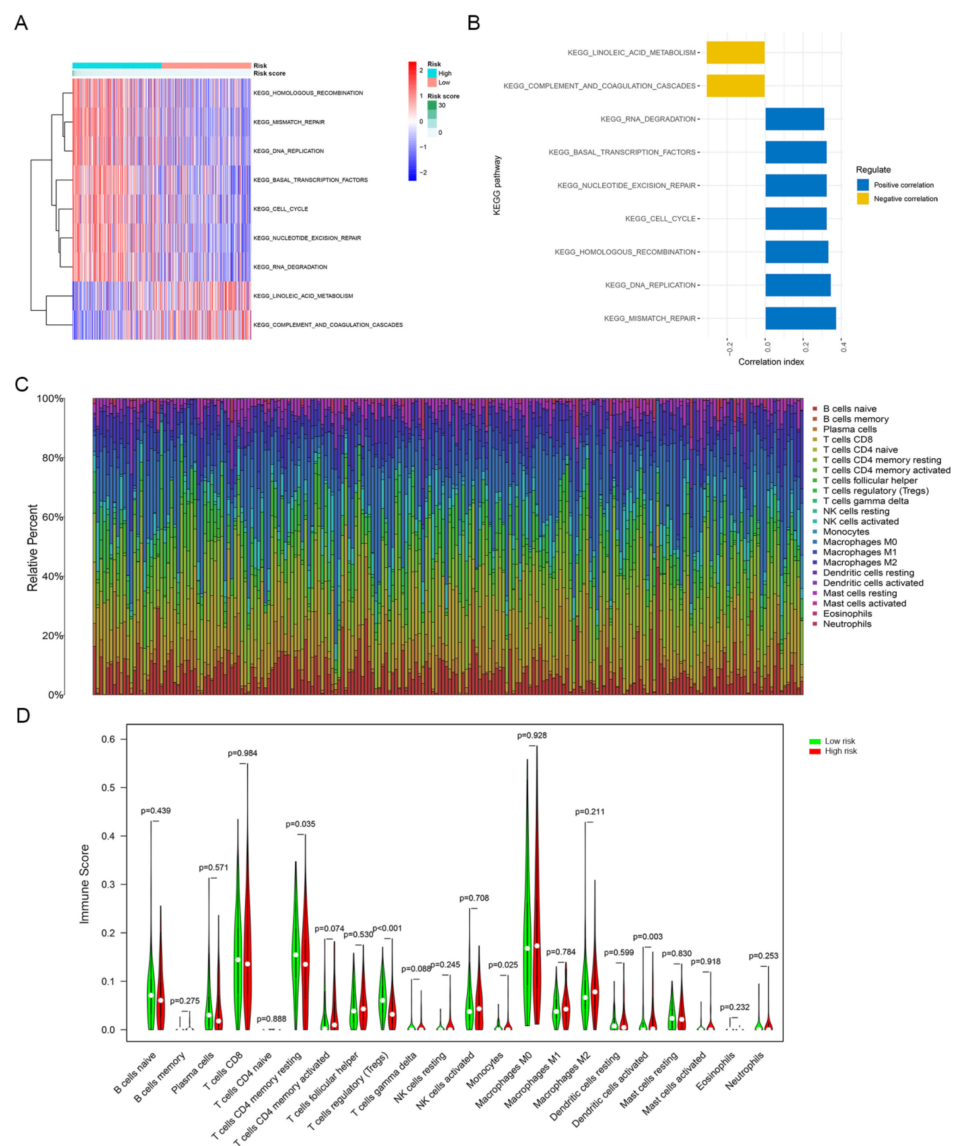 A
Risk
Risk score
KEGG_HOMOLOGOUS_RECOMBINATION
KEGG_MISMATCH_REPAIR
KEGG_DNA_REPLICATION
KEGG_BASAL_TRANSCRIPTION_FACTORS
KEGG_CELL_CYCLE
KEGG_NUCLEOTIDE_EXCISION_REPAIR
KEGG_RNA_DEGRADATION
KEGG_LINOLEIC_ACID_METABOLISM
KEGG_COMPLEMENT_AND_COAGULATION_CASCADES
2
1
0
−1
−2
Risk
High
Low
Risk score
30
0
B
KEGG pathway
KEGG_LINOLEIC_ACID_METABOLISM
KEGG_COMPLEMENT_AND_COAGULATION_CASCADES
KEGG_RNA_DEGRADATION
KEGG_BASAL_TRANSCRIPTION_FACTORS
KEGG_NUCLEOTIDE_EXCISION_REPAIR
KEGG_CELL_CYCLE
KEGG_HOMOLOGOUS_RECOMBINATION
KEGG_DNA_REPLICATION
KEGG_MISMATCH_REPAIR
−0.2
0.0
0.2
0.4
Correlation index
Regulate
Positive correlation
Negative correlation
C
Relative Percent
100%
80%
60%
40%
20%
0%
B cells naive
B cells memory
Plasma cells
T cells CD8
T cells CD4 naive
T cells CD4 memory resting
T cells CD4 memory activated
T cells follicular helper
T cells regulatory (Tregs)
T cells gamma delta
NK cells resting
NK cells activated
Monocytes
Macrophages M0
Macrophages M1
Macrophages M2
Dendritic cells resting
Dendritic cells activated
Mast cells resting
Mast cells activated
Eosinophils
Neutrophils
D
Immune Score
0.6
0.5
0.4
0.3
0.2
0.1
0.0
p=0.439
p=0.275
p=0.571
p=0.984
p=0.888
p=0.035
p=0.074
p=0.530
p<0.001
p=0.088
p=0.245
p=0.708
p=0.025
p=0.928
p=0.784
p=0.211
p=0.599
p=0.003
p=0.830
p=0.918
p=0.232
p=0.253
Low risk
High risk
B cells naive
B cells memory
Plasma cells
T cells CD8
T cells CD4 naive
T cells CD4 memory resting
T cells CD4 memory activated
T cells follicular helper
T cells regulatory (Tregs)
T cells gamma delta
NK cells resting
NK cells activated
Monocytes
Macrophages M0
Macrophages M1
Macrophages M2
Dendritic cells resting
Dendritic cells activated
Mast cells resting
Mast cells activated
Eosinophils
Neutrophils